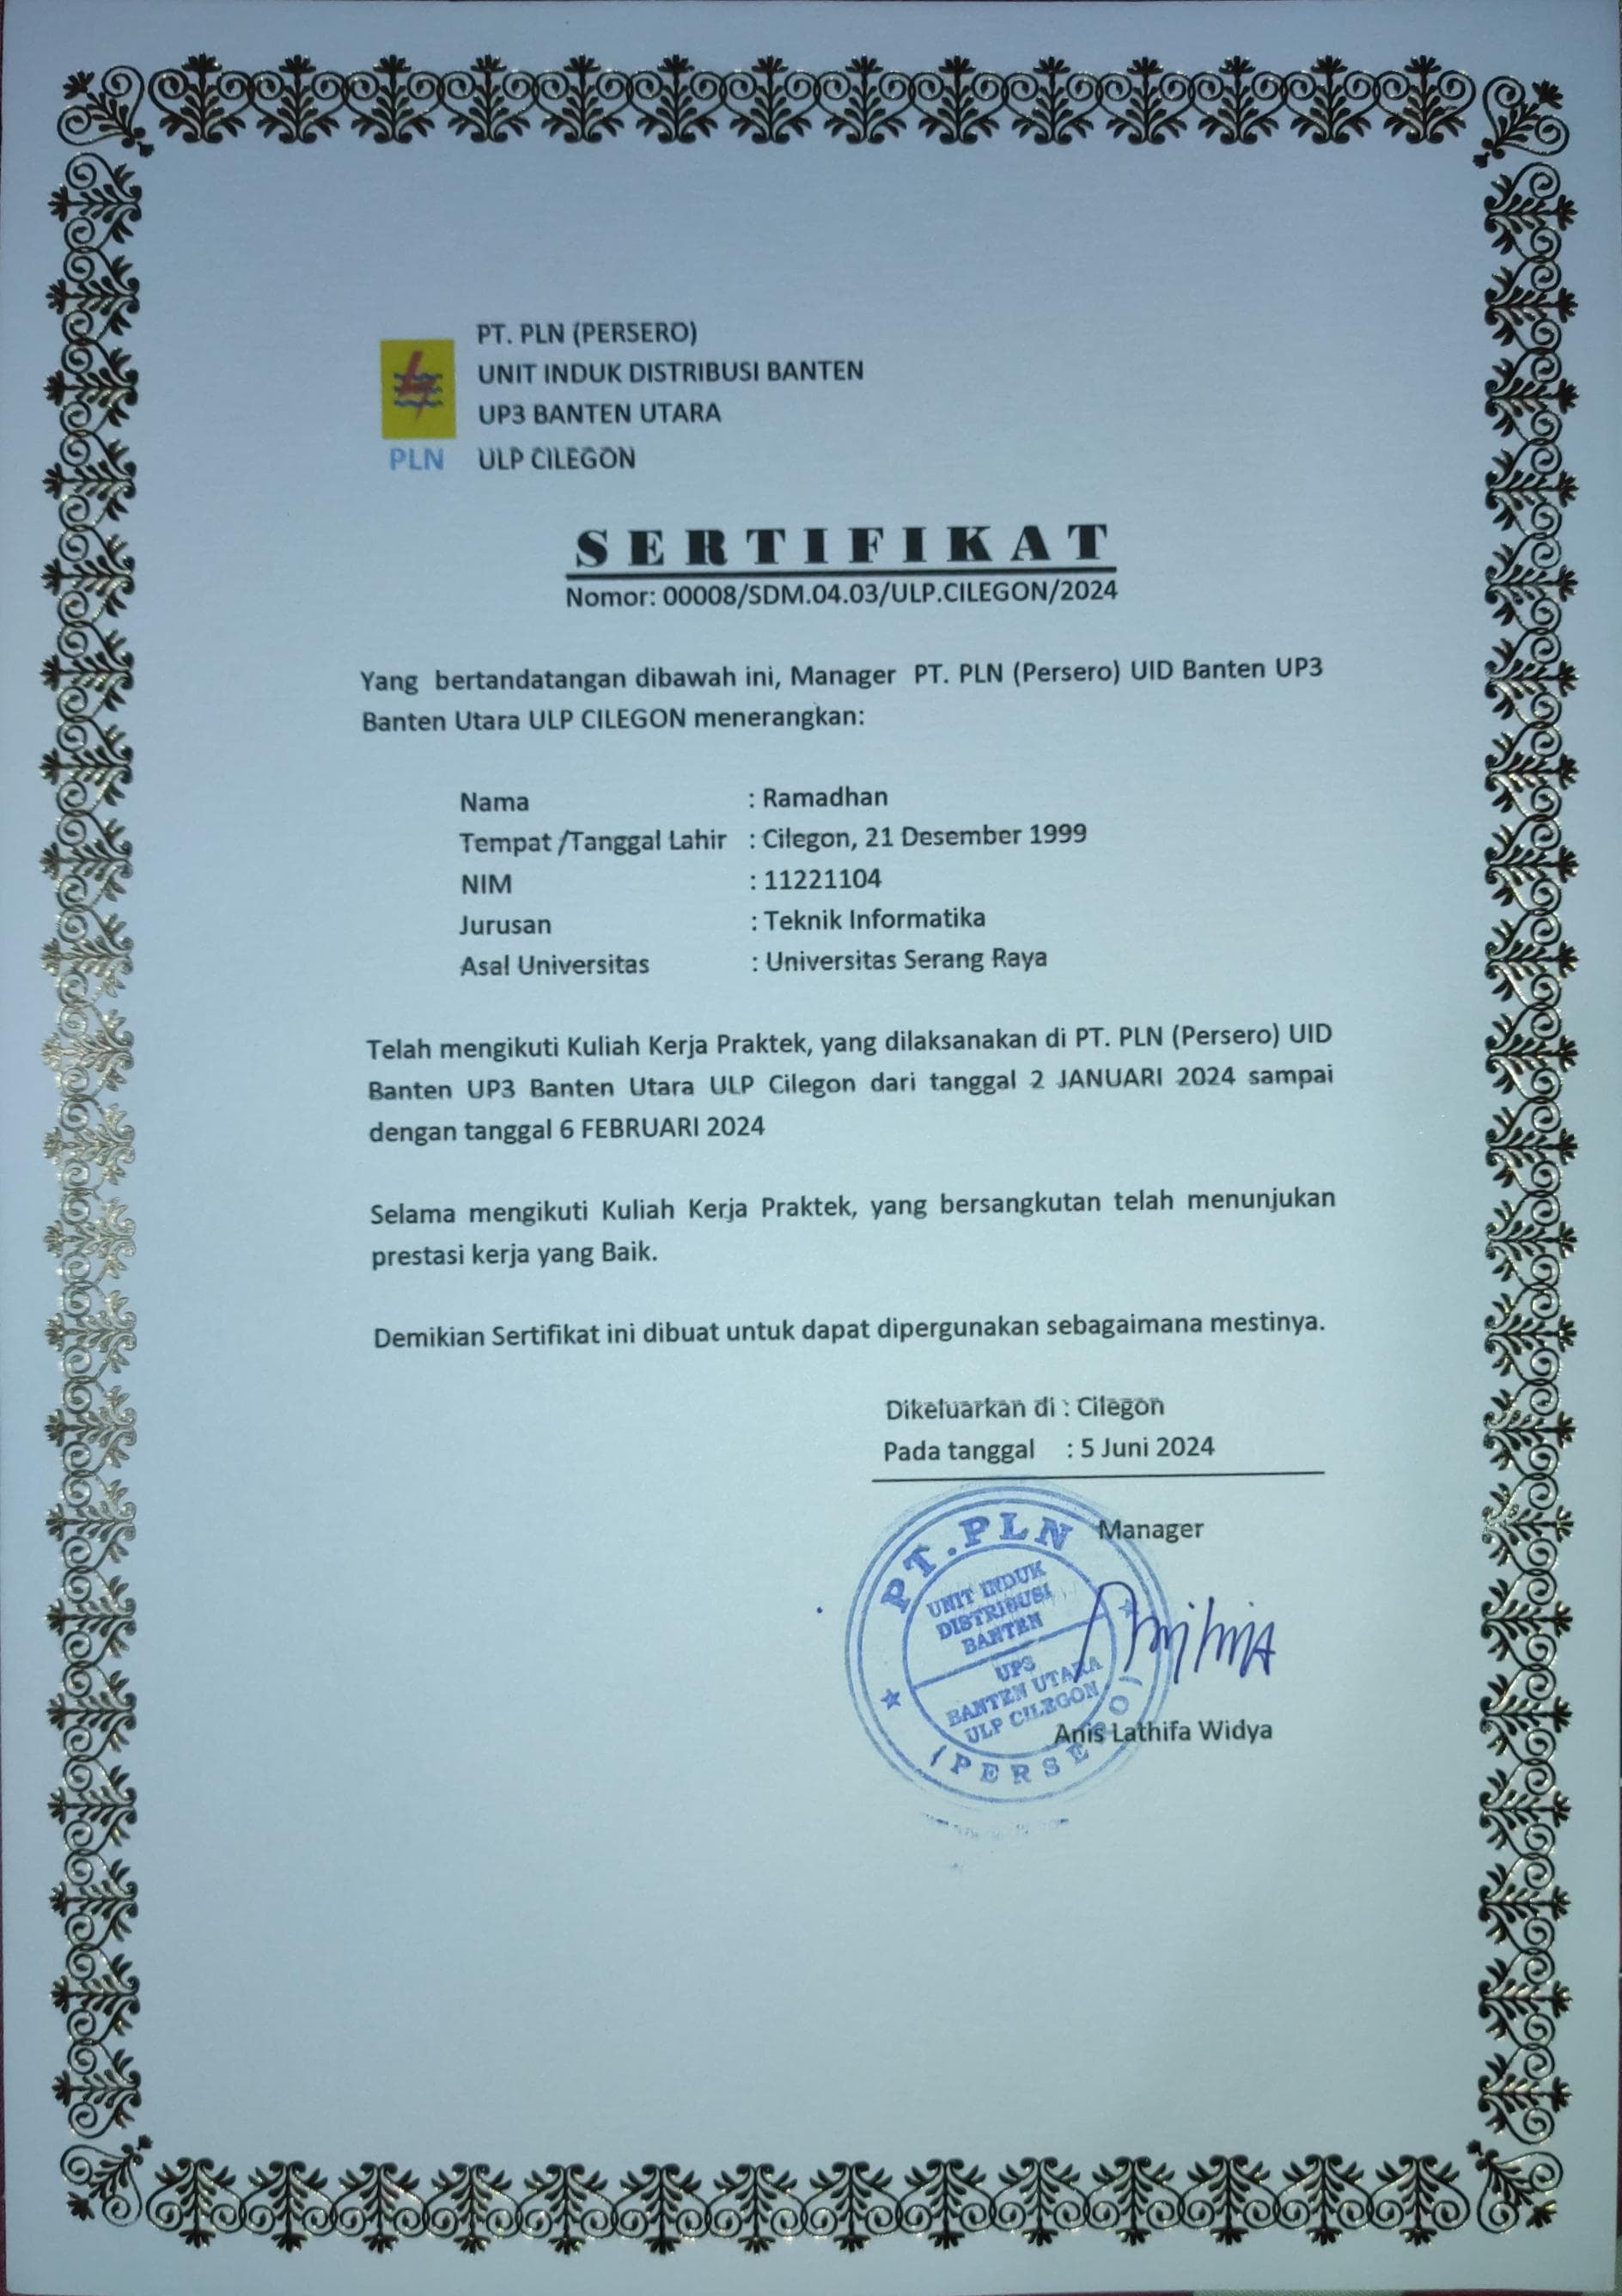 PT. PLN (PERSERO)
UNIT INDUK DISTRIBUSI BANTEN
UP3 BANTEN UTARA
PLN ULP CILEGON
SERTIFIKAT
Nomor: 00008/SDM.04.03/ULP.CILEGON/2024
Yang bertandatangan dibawah ini, Manager PT. PLN (Persero) UID Banten UP3
Banten Utara ULP CILEGON menerangkan:
Nama : Ramadhan
Tempat /Tanggal Lahir : Cilegon, 21 Desember 1999
NIM : 11221104
Jurusan : Teknik Informatika
Asal Universitas : Universitas Serang Raya
Telah mengikuti Kuliah Kerja Praktek, yang dilaksanakan di PT. PLN (Persero) UID
Banten UP3 Banten Utara ULP Cilegon dari tanggal 2 JANUARI 2024 sampai
dengan tanggal 6 FEBRUARI 2024
Selama mengikuti Kuliah Kerja Praktek, yang bersangkutan telah menunjukan
prestasi kerja yang Baik.
Demikian Sertifikat ini dibuat untuk dapat dipergunakan sebagaimana mestinya.
Dikeluarkan di : Cilegon
Pada tanggal : 5 Juni 2024
Manager
PT.PLN
UNIT INDUK
DISTRIBUSI
BANTEN
UP3
BANTEN UTARA
ULP CILEGON
(PERSERO)
Anis Lathifa Widya